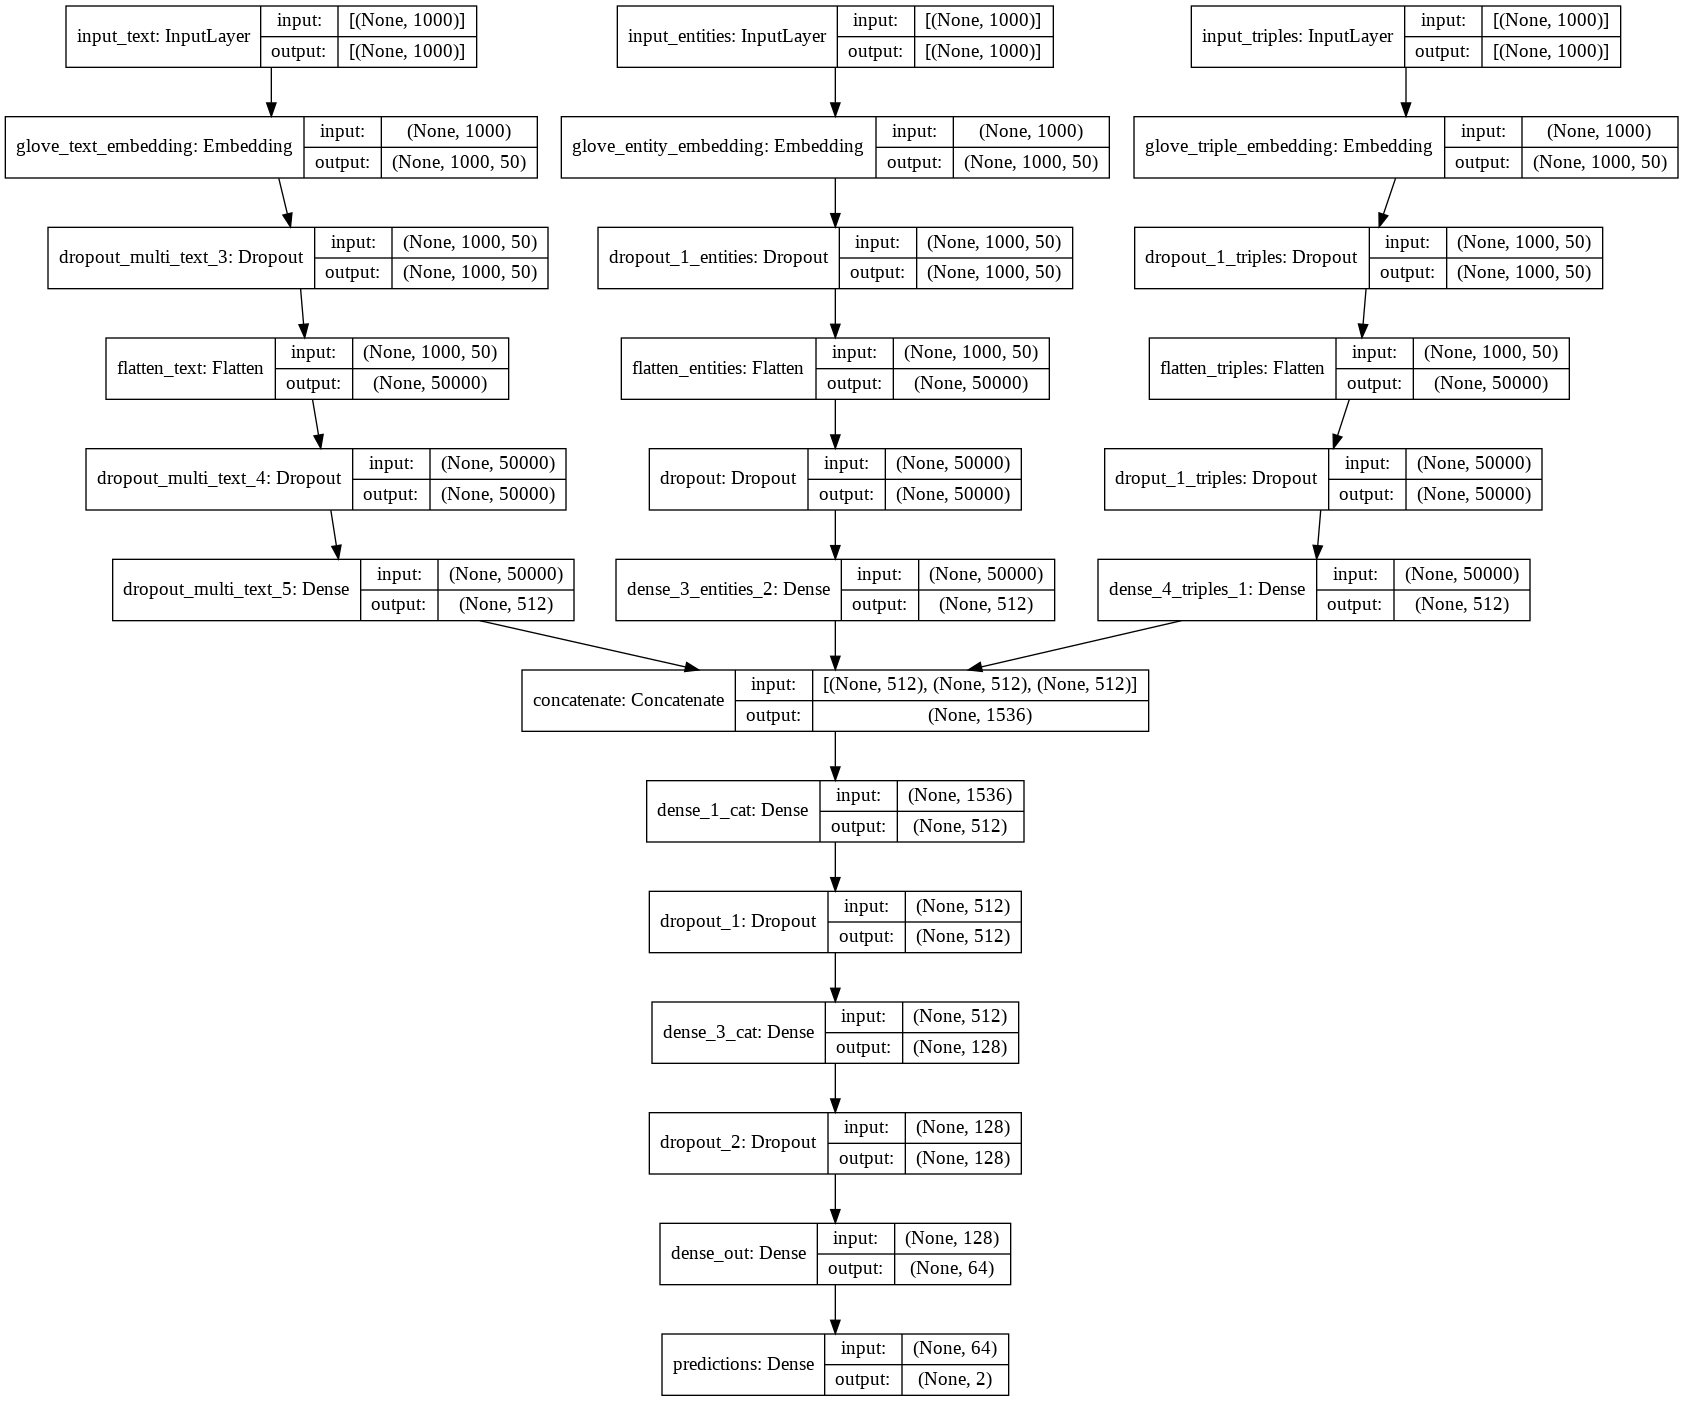 input_text: InputLayer input: [(None, 1000)]
output: [(None, 1000)]
input_entities: InputLayer input: [(None, 1000)]
output: [(None, 1000)]
input_triples: InputLayer input: [(None, 1000)]
output: [(None, 1000)]
glove_text_embedding: Embedding input: (None, 1000)
output: (None, 1000, 50)
glove_entity_embedding: Embedding input: (None, 1000)
output: (None, 1000, 50)
glove_triple_embedding: Embedding input: (None, 1000)
output: (None, 1000, 50)
dropout_multi_text_3: Dropout input: (None, 1000, 50)
output: (None, 1000, 50)
dropout_1_entities: Dropout input: (None, 1000, 50)
output: (None, 1000, 50)
dropout_1_triples: Dropout input: (None, 1000, 50)
output: (None, 1000, 50)
flatten_text: Flatten input: (None, 1000, 50)
output: (None, 50000)
flatten_entities: Flatten input: (None, 1000, 50)
output: (None, 50000)
flatten_triples: Flatten input: (None, 1000, 50)
output: (None, 50000)
dropout_multi_text_4: Dropout input: (None, 50000)
output: (None, 50000)
dropout: Dropout input: (None, 50000)
output: (None, 50000)
droput_1_triples: Dropout input: (None, 50000)
output: (None, 50000)
dropout_multi_text_5: Dense input: (None, 50000)
output: (None, 512)
dense_3_entities_2: Dense input: (None, 50000)
output: (None, 512)
dense_4_triples_1: Dense input: (None, 50000)
output: (None, 512)
concatenate: Concatenate input: [(None, 512), (None, 512), (None, 512)]
output: (None, 1536)
dense_1_cat: Dense input: (None, 1536)
output: (None, 512)
dropout_1: Dropout input: (None, 512)
output: (None, 512)
dense_3_cat: Dense input: (None, 512)
output: (None, 128)
dropout_2: Dropout input: (None, 128)
output: (None, 128)
dense_out: Dense input: (None, 128)
output: (None, 64)
predictions: Dense input: (None, 64)
output: (None, 2)